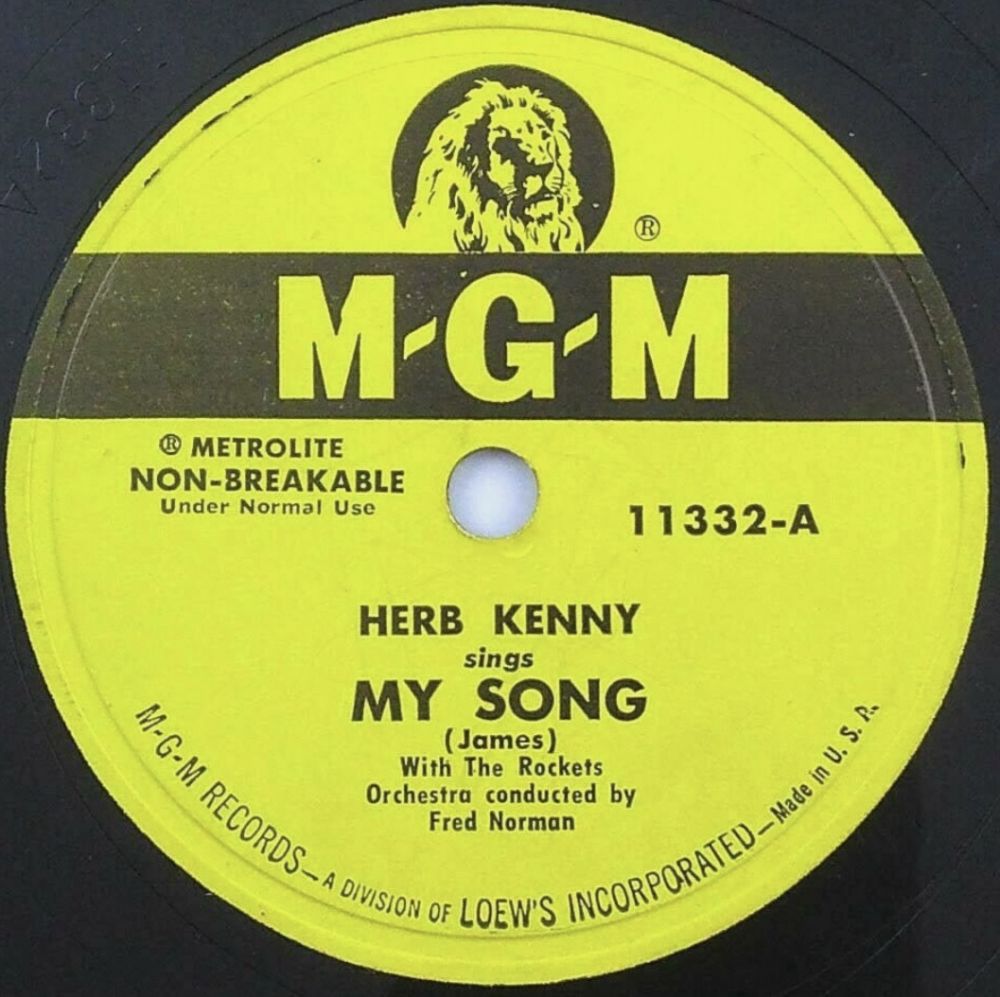 ®
M-G-M
® METROLITE
NON-BREAKABLE
Under Normal Use
11332-A
HERB KENNY
sings
MY SONG
(James)
With The Rockets
Orchestra conducted by
Fred Norman
M-G-M RECORDS—A DIVISION OF LOEW'S INCORPORATED—Made in U. S. A.